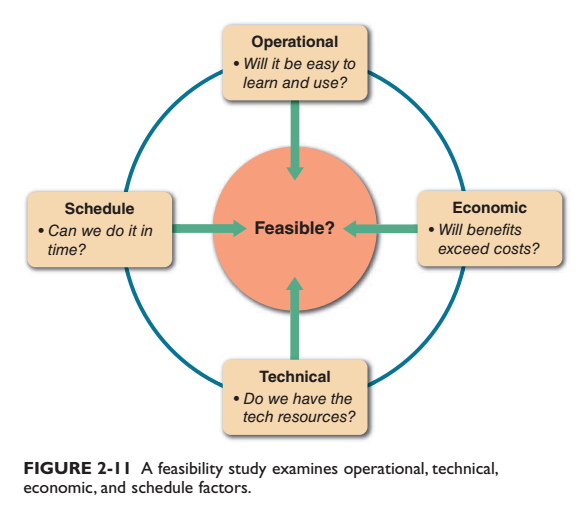 Operational
• Will it be easy to
learn and use?
Schedule
• Can we do it in
time?
Feasible?
Economic
• Will benefits
exceed costs?
Technical
• Do we have the
tech resources?
FIGURE 2-11 A feasibility study examines operational, technical,
economic, and schedule factors.